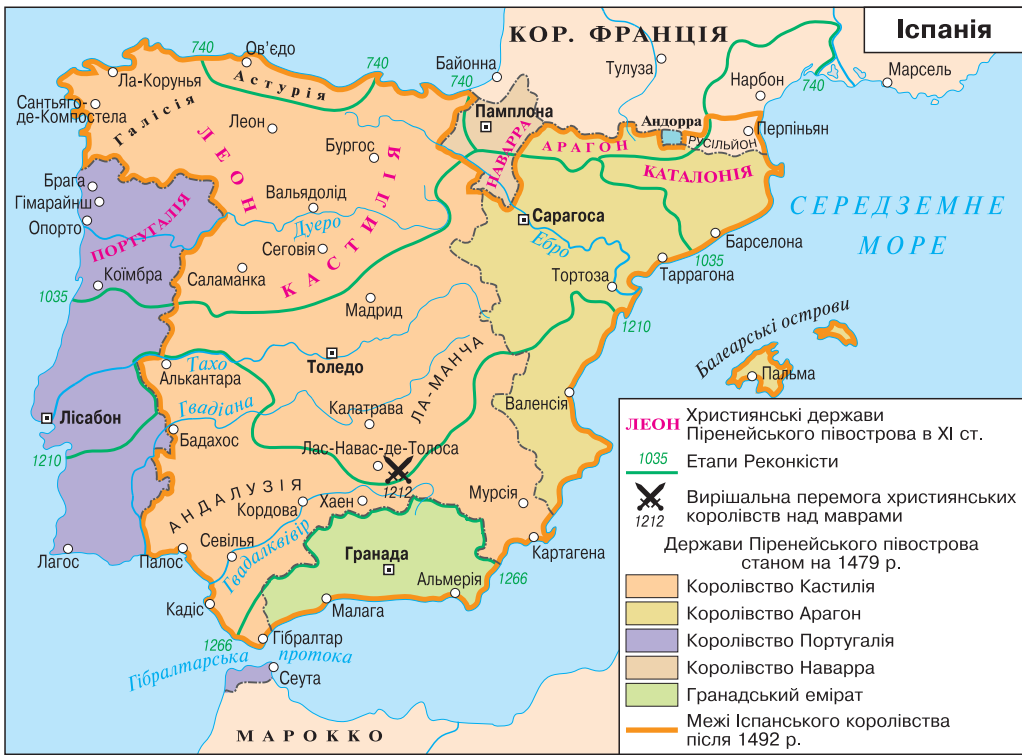 Іспанія
КОР. ФРАНЦІЯ
740
Ов'єдо
740
Байонна
740
Тулуза
Нарбон
740
Марсель
Ла-Корунья
Астурія
Сантьяго-
де-Компостела
Галісія
ЛЕОН
Леон
Бургос
Памплона
НАВАРРА
АРАГОН
Андорра
РУСІЛЬЙОН
Перпіньян
КАТАЛОНІЯ
Брага
Гімарайнш
Опорто
ПОРТУГАЛІЯ
Вальядолід
Дуеро
КАСТИЛІЯ
Сеговія
Саламанка
Сарагоса
Ебро
Барселона
1035
Таррагона
Тортоза
СЕРЕДЗЕМНЕ
МОРЕ
Коїмбра
1035
Мадрид
1210
Балеарські острови
Пальма
Толедо
Тахо
Алькантара
ЛА-МАНЧА
Гвадіана
Калатрава
Валенсія
Лісабон
Бадахос
1210
Лас-Навас-де-Толоса
1212
АНДАЛУЗІЯ
Кордова
Хаен
Мурсія
Севілья
Гвадалквівір
Гранада
Картагена
Лагос
Палос
Альмерія
1266
Кадіс
Малага
1266
Гібралтар
Гібралтарська протока
Сеута
МАРОККО
ЛЕОН Християнські держави
Піренейського півострова в XI ст.
1035 Етапи Реконкісти
Вирішальна перемога християнських
1212 королівств над маврами
Держави Піренейського півострова
станом на 1479 р.
Королівство Кастилія
Королівство Арагон
Королівство Португалія
Королівство Наварра
Гранадський емірат
Межі Іспанського королівства
після 1492 р.